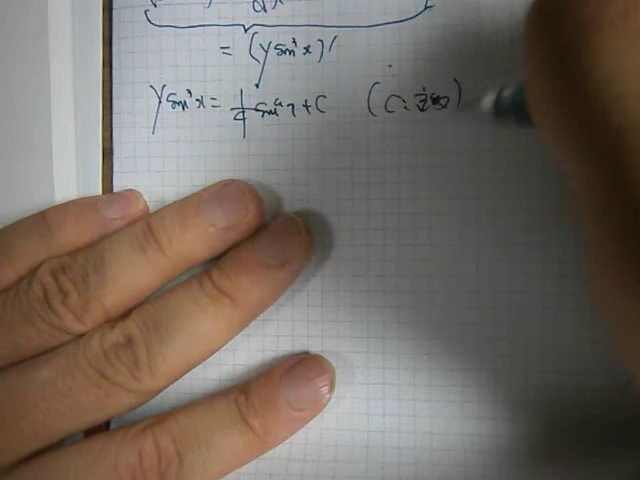 = (y sin³x)′
y sin³x = 1/4 sin⁴x + C (C: